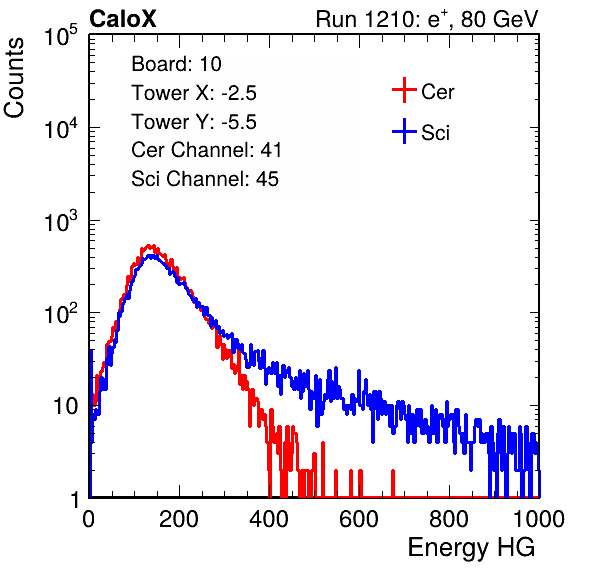 CaloX Run 1210: e⁺, 80 GeV
Counts
Board: 10
Tower X: -2.5
Tower Y: -5.5
Cer Channel: 41
Sci Channel: 45
Cer
Sci
10⁵
10⁴
10³
10²
10
1
0 200 400 600 800 1000
Energy HG